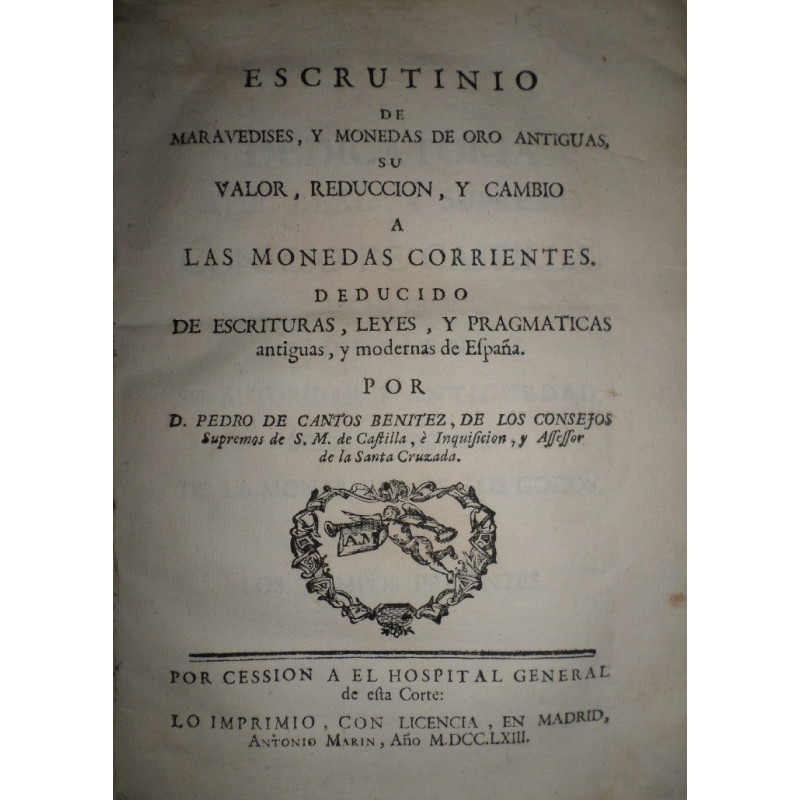 ESCRUTINIO
DE
MARAVEDISES, Y MONEDAS DE ORO ANTIGUAS,
SU
VALOR, REDUCCION, Y CAMBIO
A
LAS MONEDAS CORRIENTES.
DEDUCIDO
DE ESCRITURAS, LEYES, Y PRAGMATICAS
antiguas, y modernas de Eſpaña.
POR
D. PEDRO DE CANTOS BENITEZ, DE LOS CONSEJOS
Supremos de S. M. de Caſtilla, è Inquiſicion, y Aſſeſſor
de la Santa Cruzada.
A.M
POR CESSION A EL HOSPITAL GENERAL
de eſta Corte:
LO IMPRIMIO, CON LICENCIA, EN MADRID,
ANTONIO MARIN, Año M.DCC.LXIII.